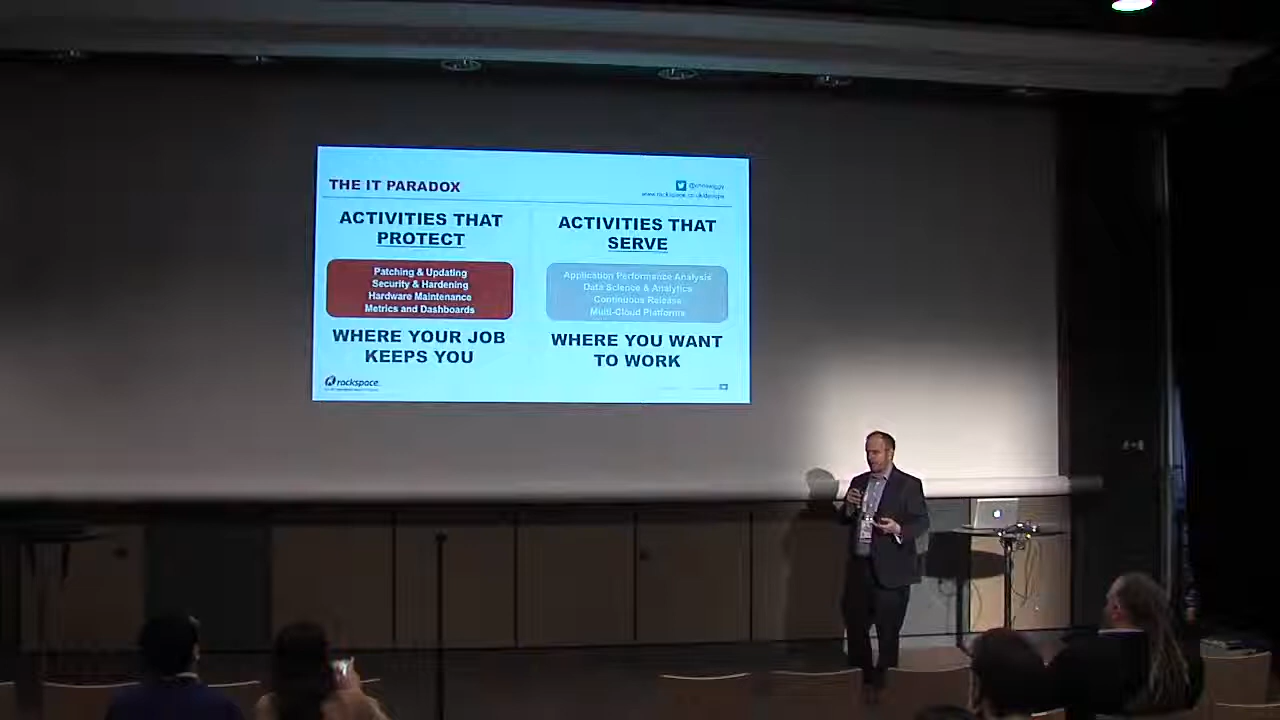 THE IT PARADOX
ACTIVITIES THAT
PROTECT
Patching & Updating
Security & Hardening
Hardware Maintenance
Metrics and Dashboards
WHERE YOUR JOB
KEEPS YOU
ACTIVITIES THAT
SERVE
Application Performance Analysis
Data Science & Analytics
Continuous Release
Multi-Cloud Platforms
WHERE YOU WANT
TO WORK
rackspace